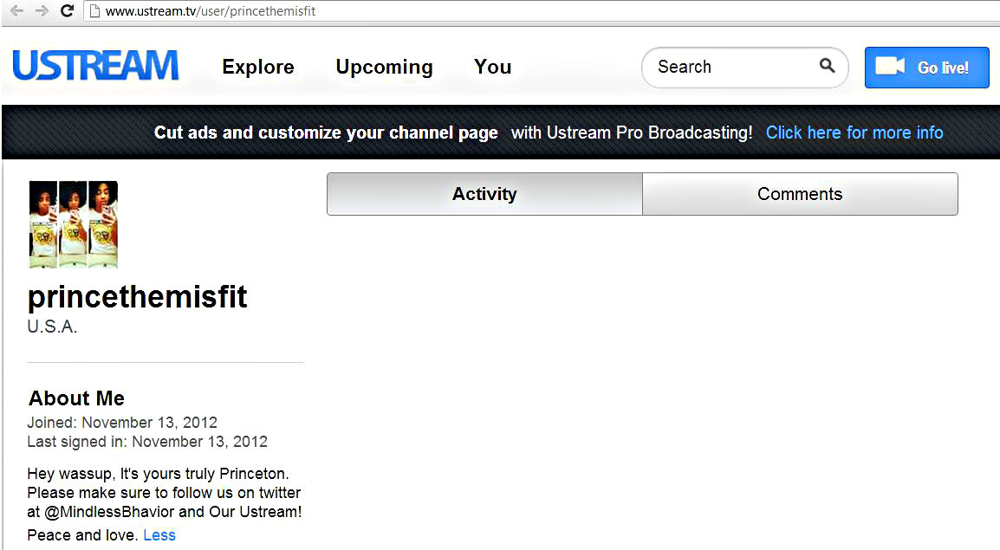 www.ustream.tv/user/princethemisfit
USTREAM Explore Upcoming You Search Go live!
Cut ads and customize your channel page with Ustream Pro Broadcasting! Click here for more info
Activity Comments
princethemisfit
U.S.A.
About Me
Joined: November 13, 2012
Last signed in: November 13, 2012
Hey wassup, It's yours truly Princeton.
Please make sure to follow us on twitter
at @MindlessBhavior and Our Ustream!
Peace and love. Less